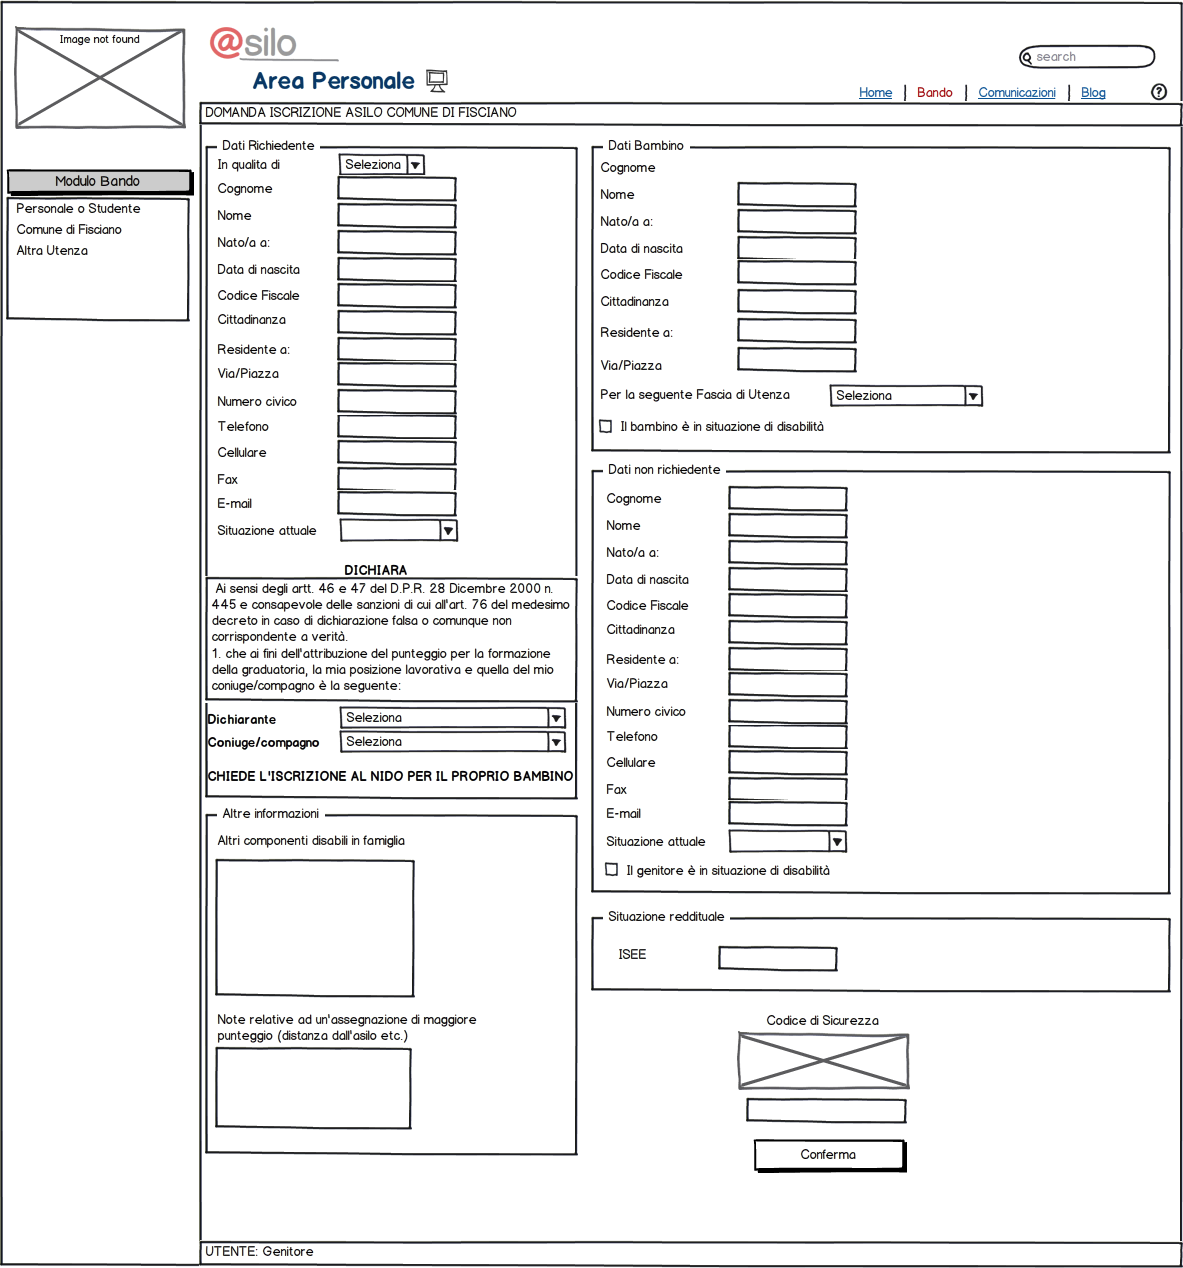 Image not found
@silo
Area Personale
search
Home | Bando | Comunicazioni | Blog
?
DOMANDA ISCRIZIONE ASILO COMUNE DI FISCIANO
Modulo Bando
Personale o Studente
Comune di Fisciano
Altra Utenza
Dati Richiedente
In qualita di Seleziona
Cognome
Nome
Nato/a a:
Data di nascita
Codice Fiscale
Cittadinanza
Residente a:
Via/Piazza
Numero civico
Telefono
Cellulare
Fax
E-mail
Situazione attuale
DICHIARA
Ai sensi degli artt. 46 e 47 del D.P.R. 28 Dicembre 2000 n.
445 e consapevole delle sanzioni di cui all'art. 76 del medesimo
decreto in caso di dichiarazione falsa o comunque non
corrispondente a verità.
1. che ai fini dell'attribuzione del punteggio per la formazione
della graduatoria, la mia posizione lavorativa e quella del mio
coniuge/compagno è la seguente:
Dichiarante Seleziona
Coniuge/compagno Seleziona
CHIEDE L'ISCRIZIONE AL NIDO PER IL PROPRIO BAMBINO
Altre informazioni
Altri componenti disabili in famiglia
Note relative ad un'assegnazione di maggiore
punteggio (distanza dall'asilo etc.)
Dati Bambino
Cognome
Nome
Nato/a a:
Data di nascita
Codice Fiscale
Cittadinanza
Residente a:
Via/Piazza
Per la seguente Fascia di Utenza Seleziona
Il bambino è in situazione di disabilità
Dati non richiedente
Cognome
Nome
Nato/a a:
Data di nascita
Codice Fiscale
Cittadinanza
Residente a:
Via/Piazza
Numero civico
Telefono
Cellulare
Fax
E-mail
Situazione attuale
Il genitore è in situazione di disabilità
Situazione reddituale
ISEE
Codice di Sicurezza
Conferma
UTENTE: Genitore